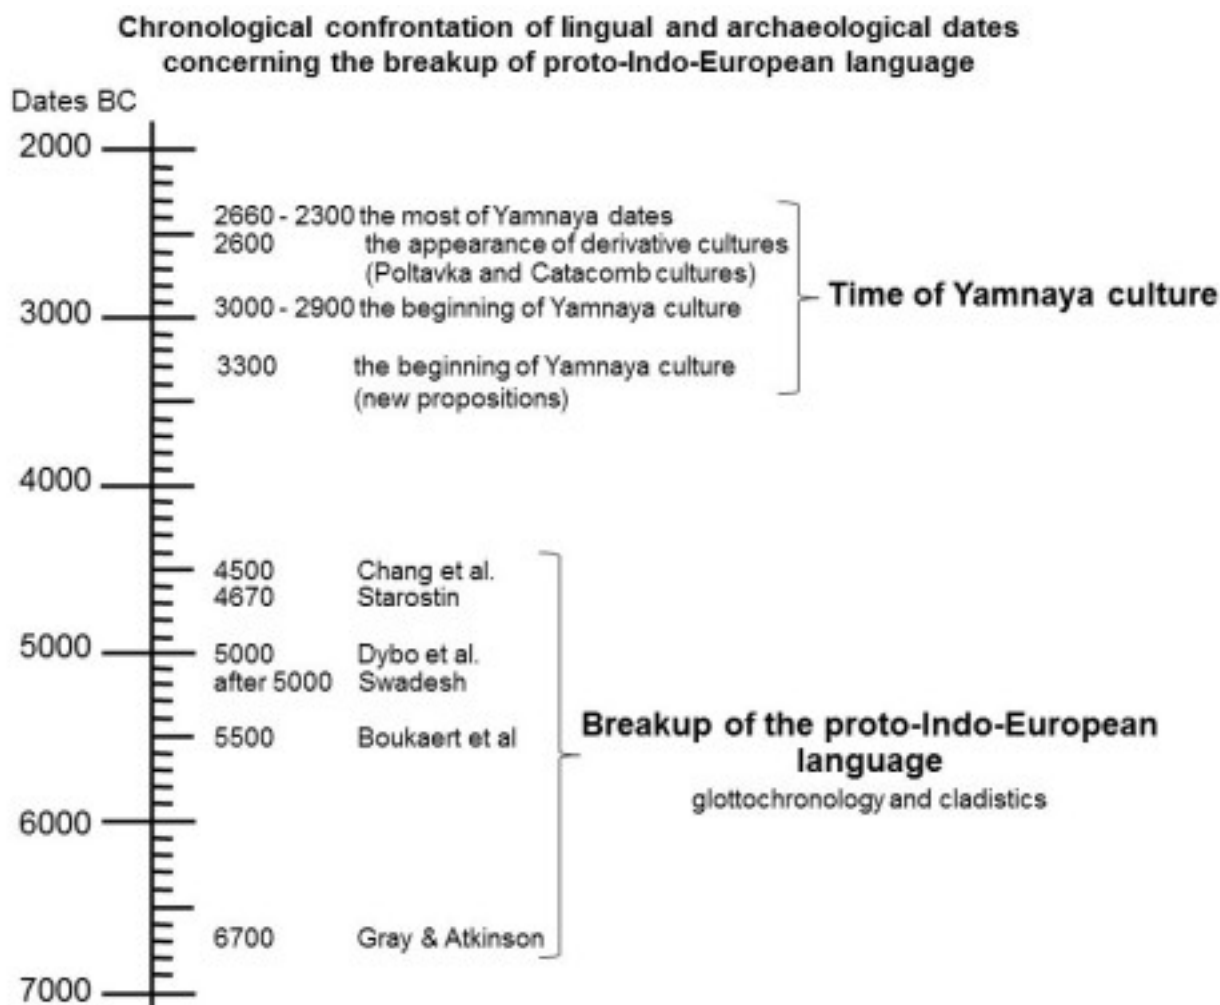 Chronological confrontation of lingual and archaeological dates
concerning the breakup of proto-Indo-European language
Dates BC
2000
2660 - 2300 the most of Yamnaya dates
2600 the appearance of derivative cultures
(Poltavka and Catacomb cultures)
Time of Yamnaya culture
3000
3000 - 2900 the beginning of Yamnaya culture
3300 the beginning of Yamnaya culture
(new propositions)
4000
4500 Chang et al.
4670 Starostin
5000
5000 Dybo et al.
after 5000 Swadesh
5500 Boukaert et al
Breakup of the proto-Indo-European
language
glottochronology and cladistics
6000
6700 Gray & Atkinson
7000